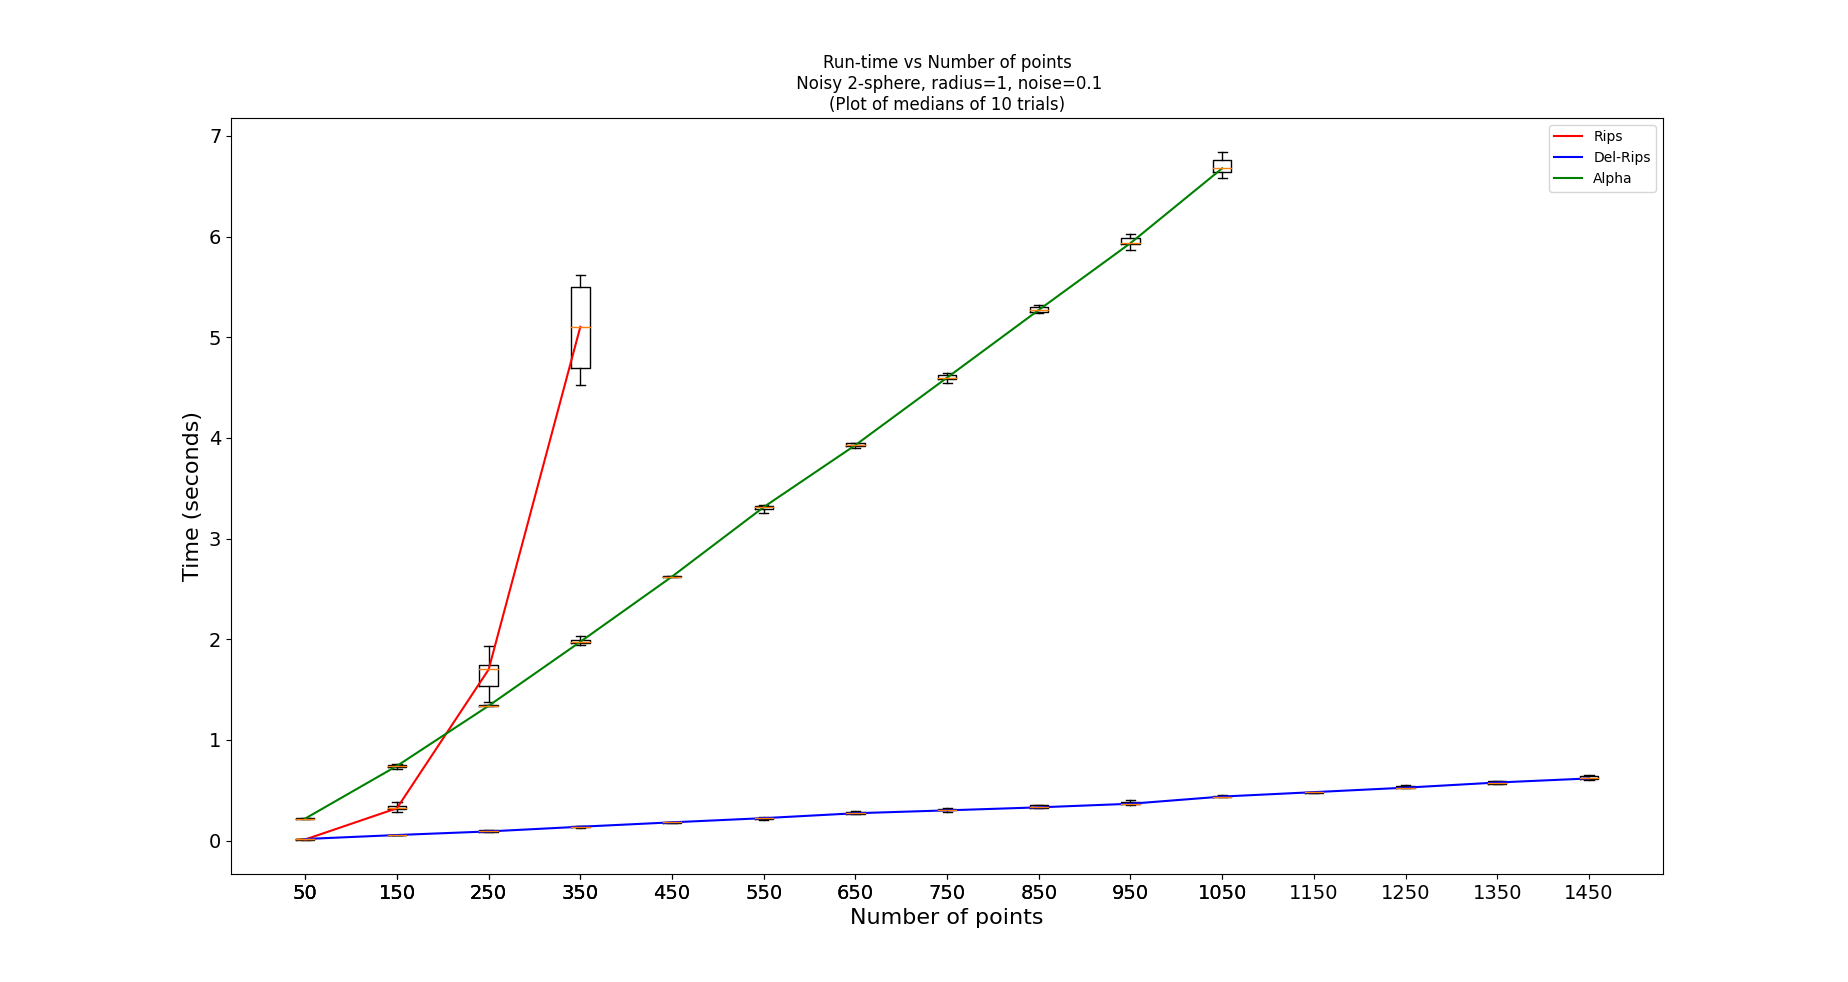 Run-time vs Number of points
Noisy 2-sphere, radius=1, noise=0.1
(Plot of medians of 10 trials)
Rips
Del-Rips
Alpha
7
6
5
4
3
2
1
0
Time (seconds)
50 150 250 350 450 550 650 750 850 950 1050 1150 1250 1350 1450
Number of points